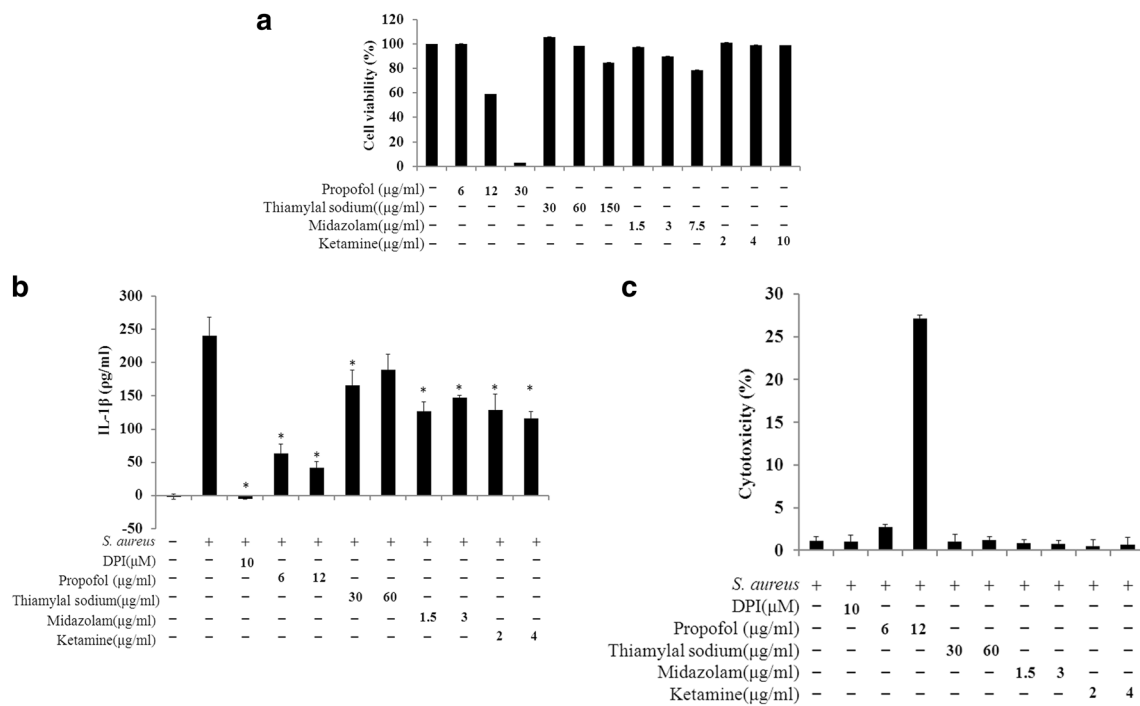 a
120
100
80
60
40
20
0
Cell viability (%)
Propofol (µg/ml) – 6 12 30 – – – – – – – – –
Thiamylal sodium((µg/ml) – – – – 30 60 150 – – – – – –
Midazolam(µg/ml) – – – – – – – 1.5 3 7.5 – – –
Ketamine(µg/ml) – – – – – – – – – – 2 4 10
b
300
250
200
150
100
50
0
-50
IL-1β (pg/ml)
* * * * * * * *
S. aureus – + + + + + + + + + +
DPI(µM) – – 10 – – – – – – – –
Propofol (µg/ml) – – – 6 12 – – – – – –
Thiamylal sodium(µg/ml) – – – – – 30 60 – – – –
Midazolam(µg/ml) – – – – – – – 1.5 3 – –
Ketamine(µg/ml) – – – – – – – – – 2 4
c
30
25
20
15
10
5
0
Cytotoxicity (%)
S. aureus + + + + + + + + + +
DPI(µM) – 10 – – – – – – – –
Propofol (µg/ml) – – 6 12 – – – – – –
Thiamylal sodium(µg/ml) – – – – 30 60 – – – –
Midazolam(µg/ml) – – – – – – 1.5 3 – –
Ketamine(µg/ml) – – – – – – – – 2 4